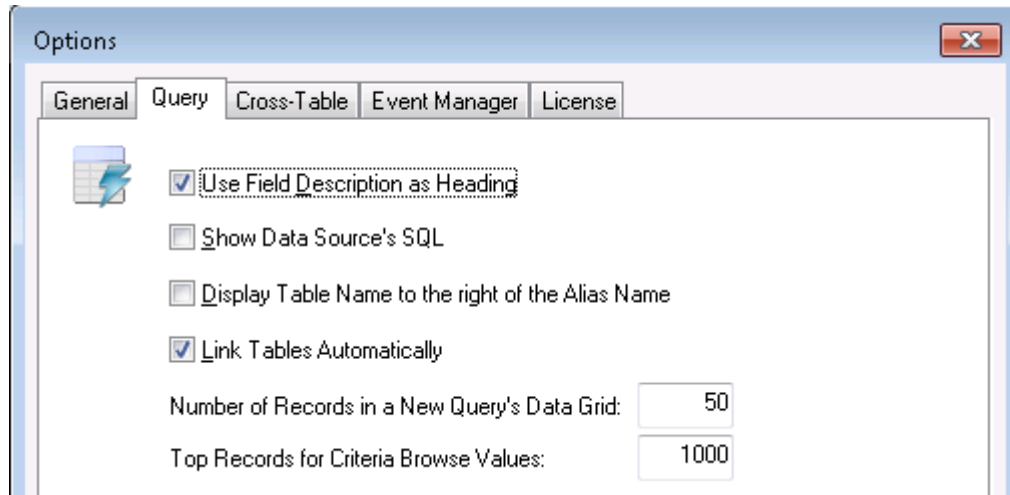 Options
General Query Cross-Table Event Manager License
Use Field Description as Heading
Show Data Source's SQL
Display Table Name to the right of the Alias Name
Link Tables Automatically
Number of Records in a New Query's Data Grid: 50
Top Records for Criteria Browse Values: 1000